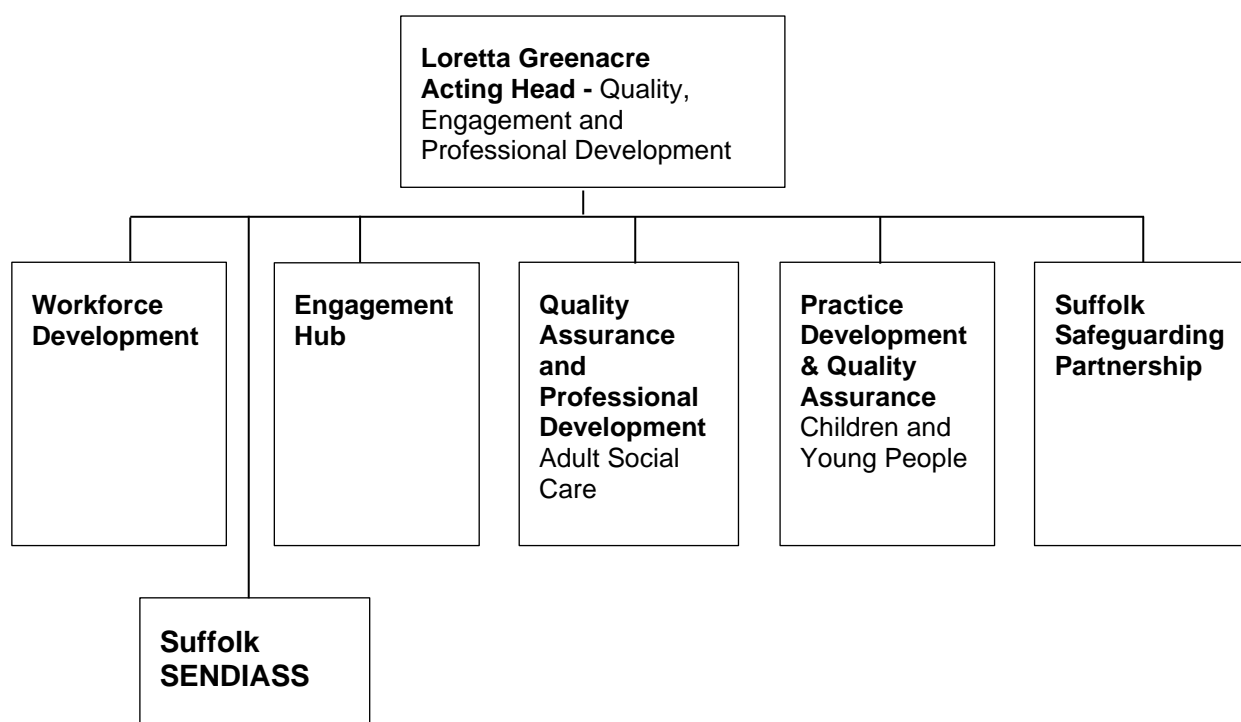 Loretta Greenacre
Acting Head - Quality,
Engagement and
Professional Development
Workforce
Development
Engagement
Hub
Quality
Assurance
and
Professional
Development
Adult Social
Care
Practice
Development
& Quality
Assurance
Children and
Young People
Suffolk
Safeguarding
Partnership
Suffolk
SENDIASS